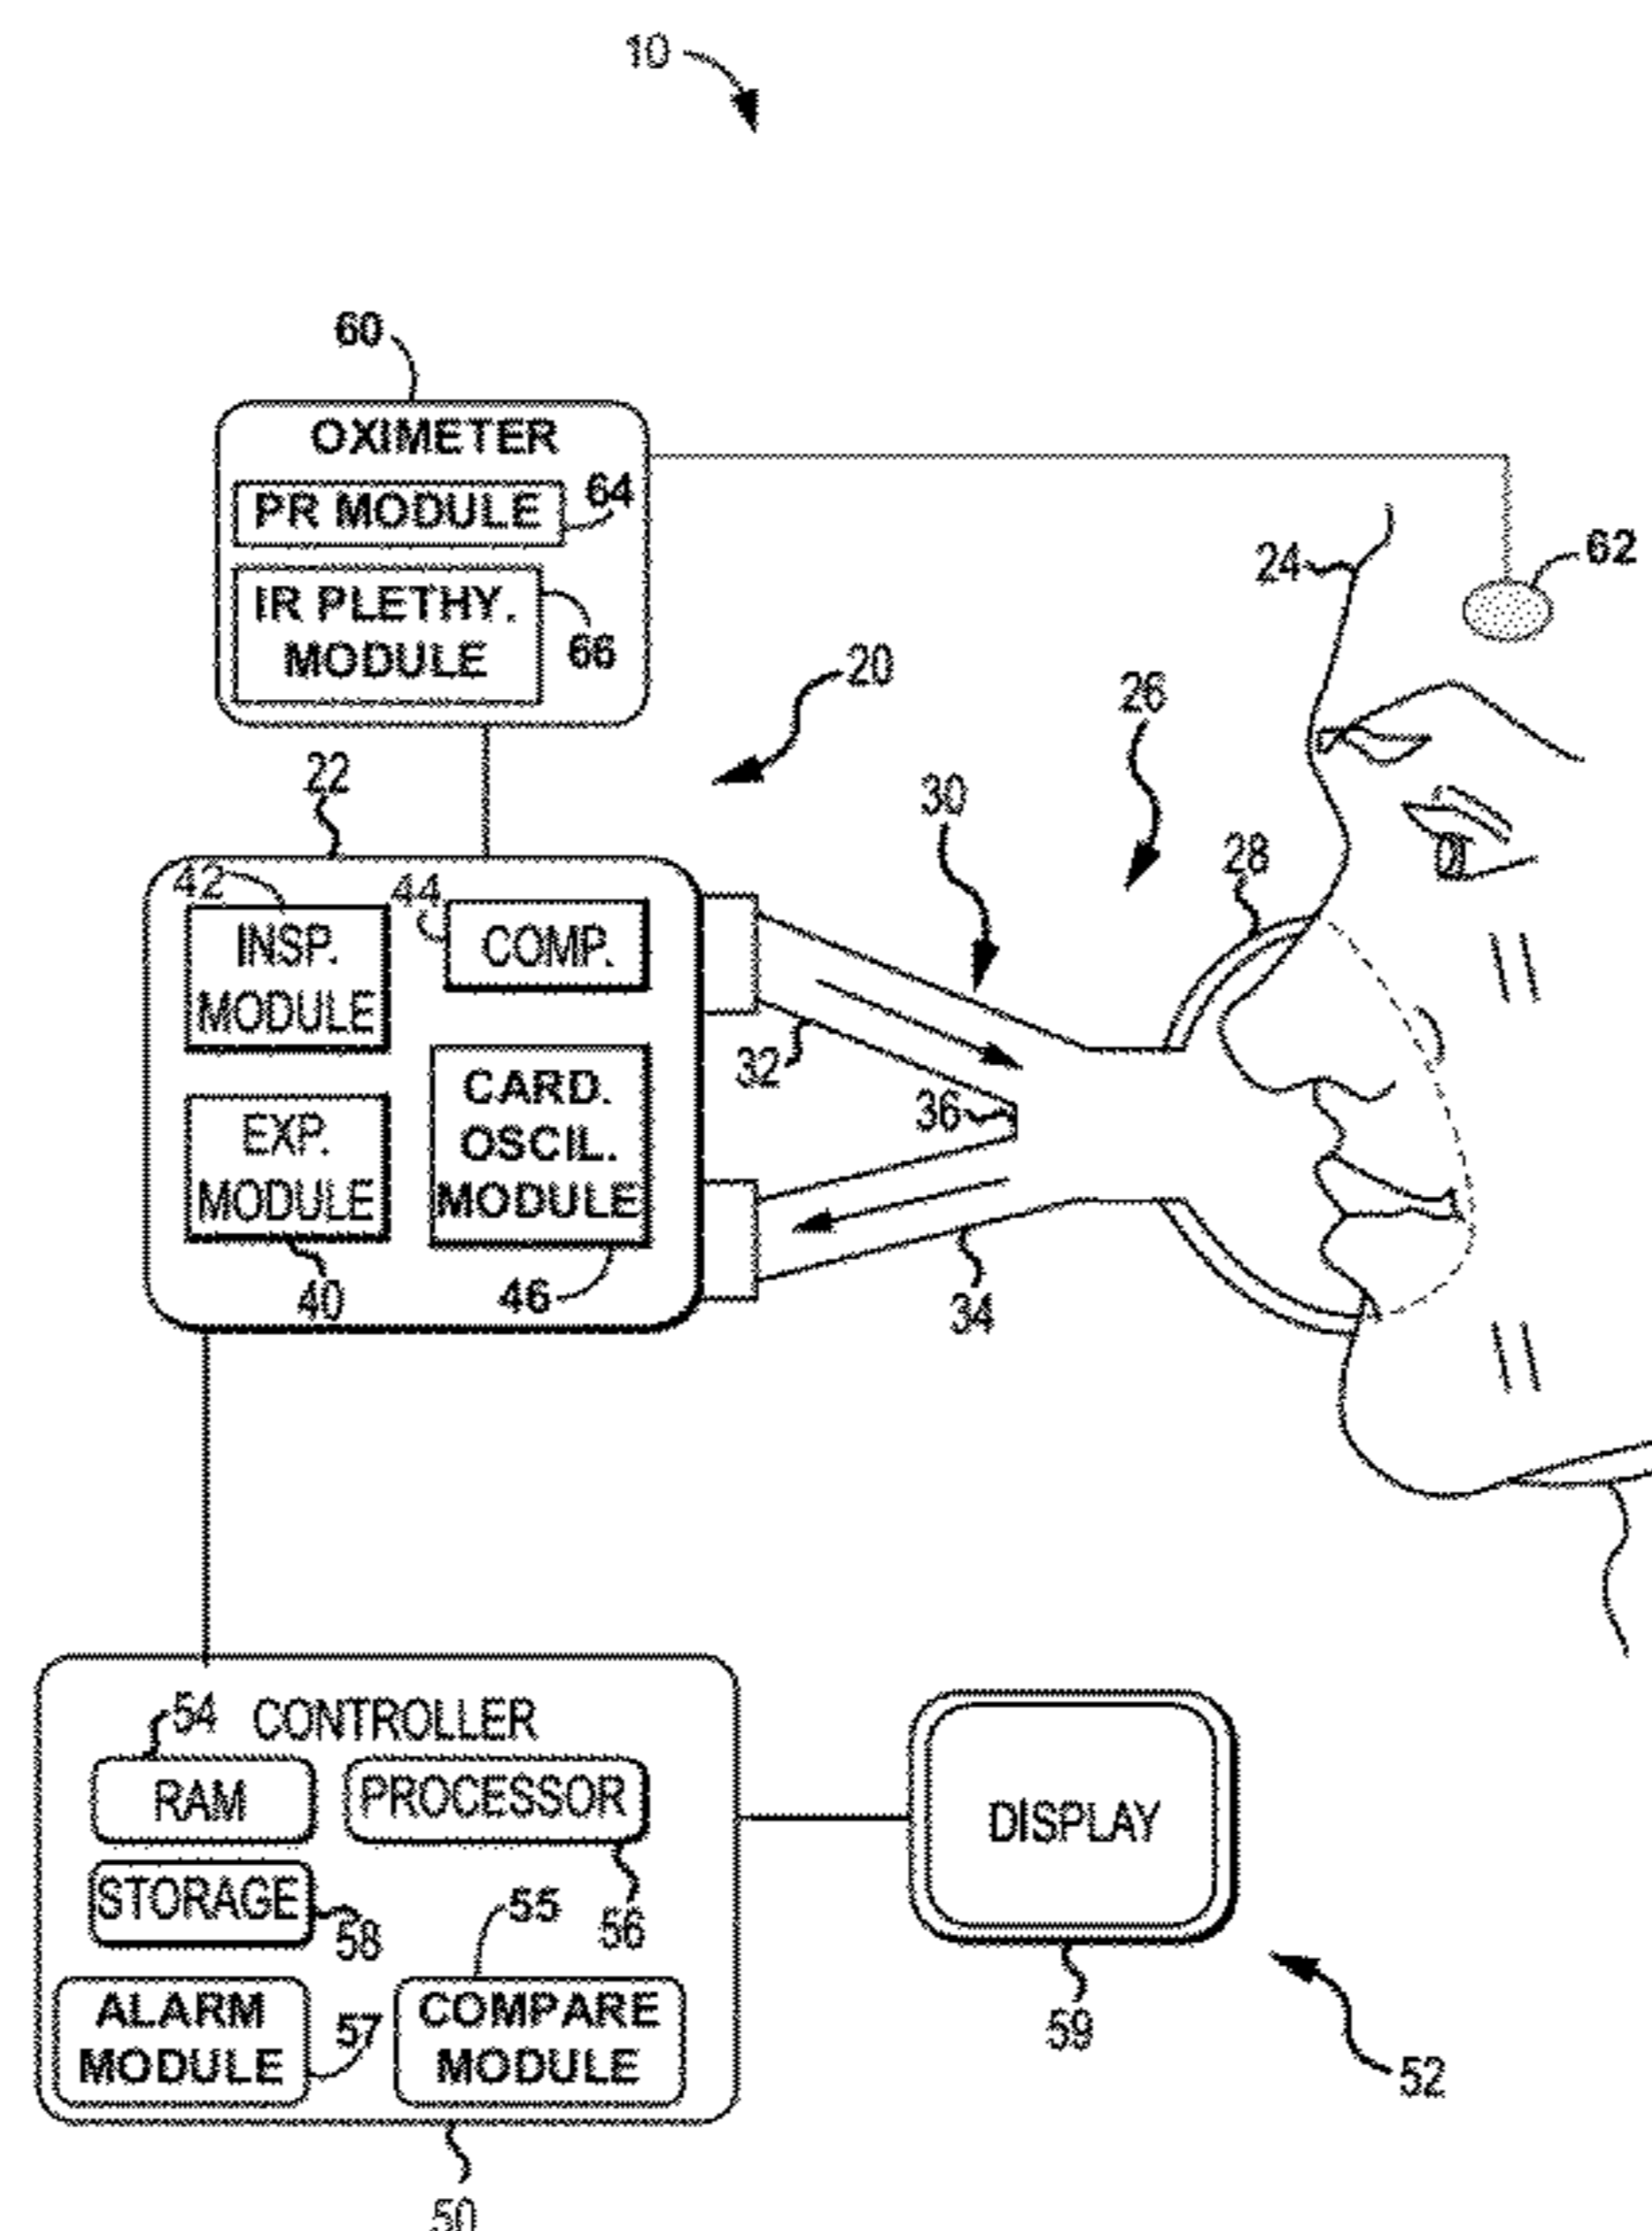 10
60
OXIMETER
PR MODULE
64
IR PLETHY.
MODULE
66
62
24
20
26
22
30
28
42
INSP.
MODULE
44
COMP.
32
36
EXP.
MODULE
40
CARD.
OSCIL.
MODULE
46
34
54
CONTROLLER
RAM
PROCESSOR
STORAGE
58
55
56
ALARM
MODULE
57
COMPARE
MODULE
DISPLAY
59
52
50